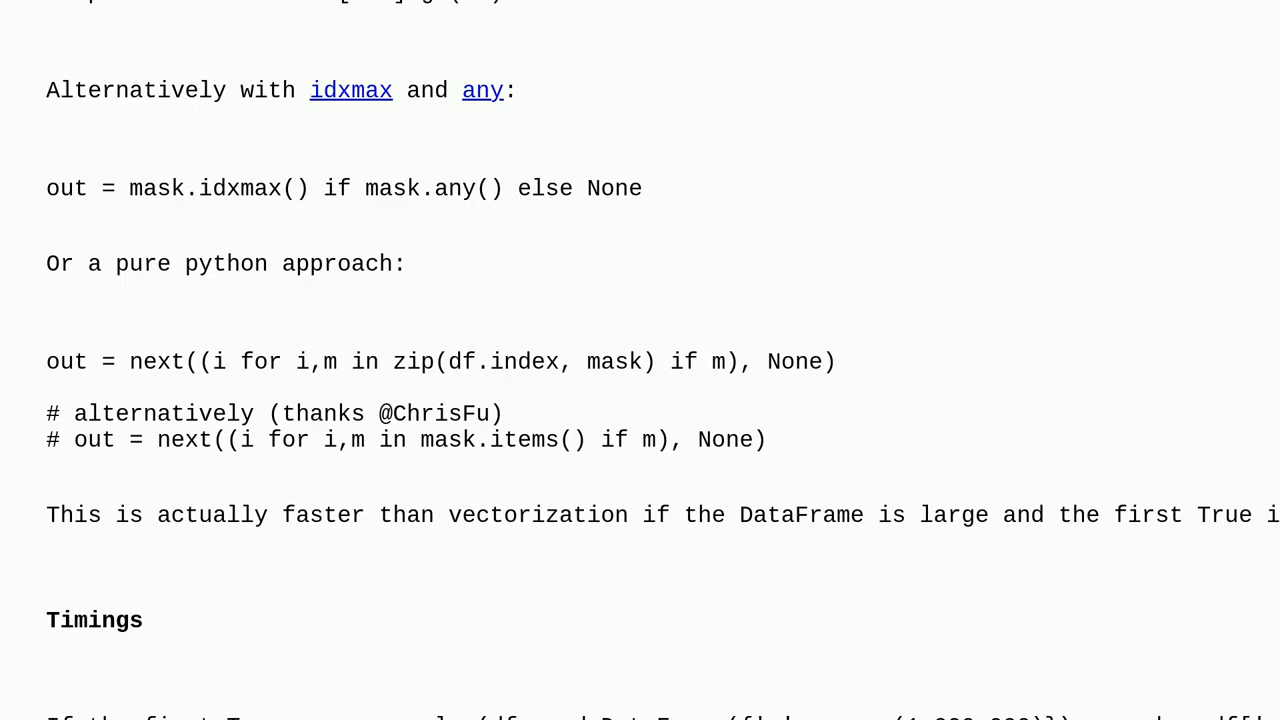 Alternatively with idxmax and any:
out = mask.idxmax() if mask.any() else None
Or a pure python approach:
out = next((i for i,m in zip(df.index, mask) if m), None)
# alternatively (thanks @ChrisFu)
# out = next((i for i,m in mask.items() if m), None)
This is actually faster than vectorization if the DataFrame is large and the first True
Timings